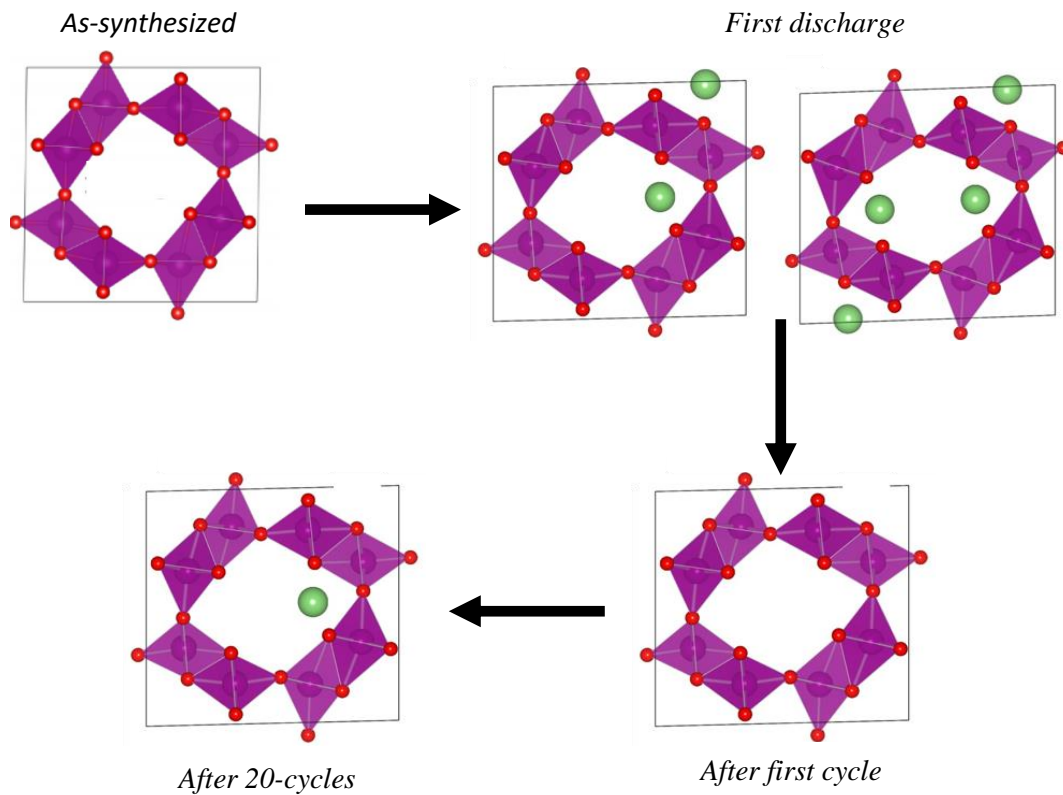 As-synthesized
First discharge
After 20-cycles
After first cycle